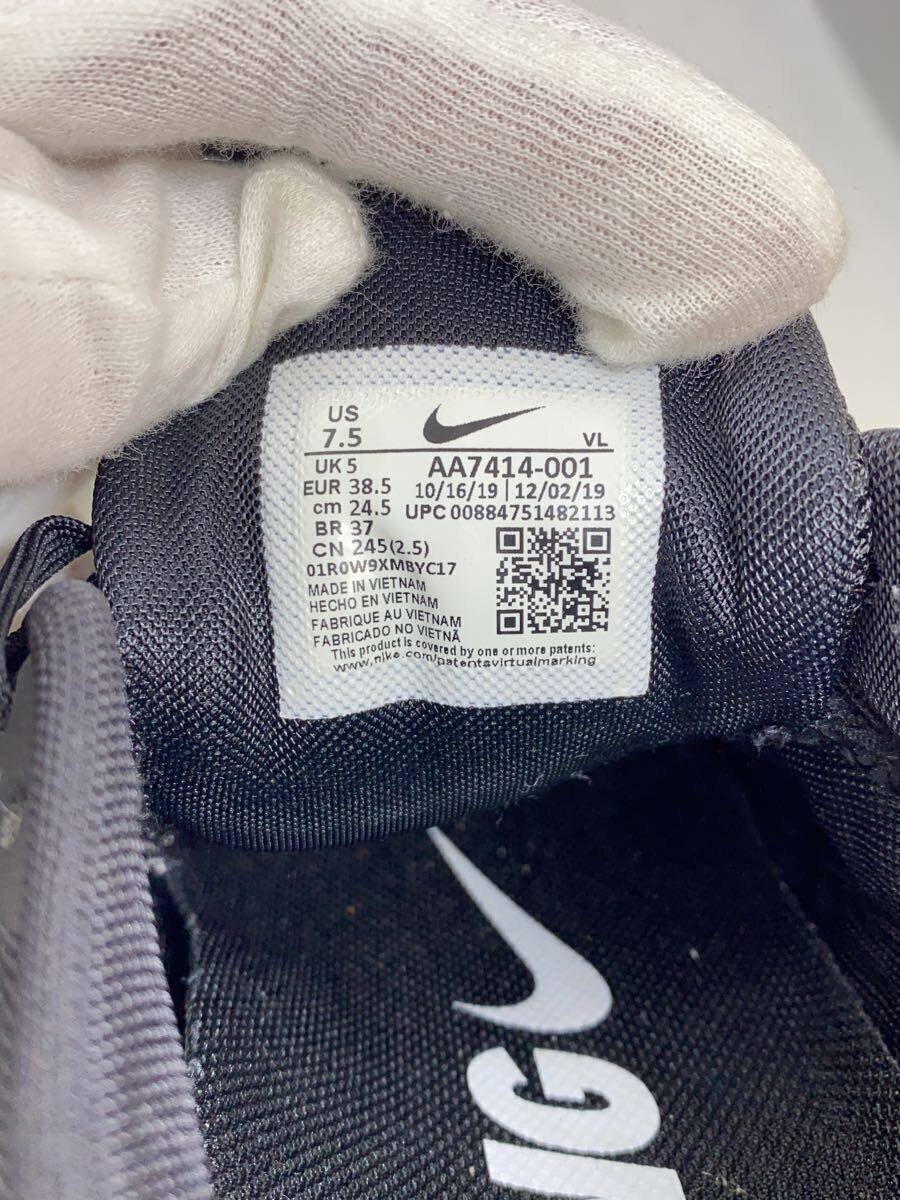 US
7.5
VL
UK 5
EUR 38.5
cm 24.5
BR 37
CN 245(2.5)
01R0W9XMBYC17
AA7414-001
10/16/19 | 12/02/19
UPC 00884751482113
MADE IN VIETNAM
HECHO EN VIETNAM
FABRIQUE AU VIETNAM
FABRICADO NO VIETNÃ
This product is covered by one or more patents:
www.nike.com/patentsvirtualmarking